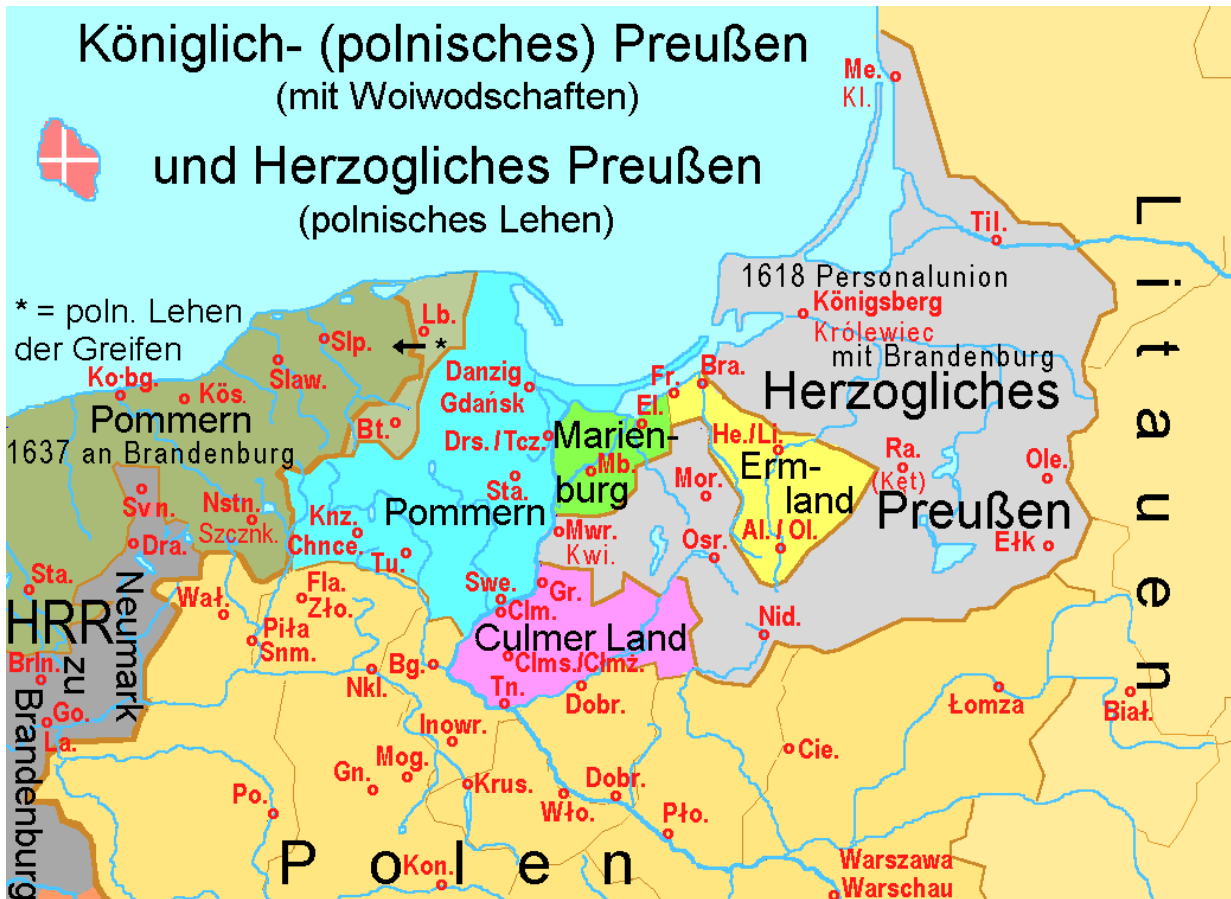 Königlich- (polnisches) Preußen
(mit Woiwodschaften)
und Herzogliches Preußen
(polnisches Lehen)
Me.
Kl.
Til.
Litauen
1618 Personalunion
Königsberg
Królewiec
mit Brandenburg
Herzogliches
Preußen
* = poln. Lehen
der Greifen
Lb.
*
Slp.
Slaw.
Ko·bg.
Kös.
Pommern
1637 an Brandenburg
Bt.
Danzig
Gdańsk
Drs. / Tcz.
Fr.
Bra.
El.
Marien-
burg
Mb.
He./Li.
Erm-
land
Al. / Ol.
Ra.
(Kęt)
Ole.
Ełk
Mor.
Osr.
Svn.
Nstn.
Szcznk.
Dra.
Knz.
Chnce.
Sta.
Pommern
Tu.
Mwr.
Kwi.
Sta.
HRR
Neumark
zu
Brandenburg
Wał.
Fla.
Zło.
Piła
Snm.
Swe.
Gr.
Clm.
Culmer Land
Clms./Clmż.
Nid.
Brln.
Go.
La.
Nkl.
Bg.
Tn.
Dobr.
Łomza
Biał.
Inowr.
Mog.
Gn.
Krus.
Cie.
Po.
Wło.
Dobr.
Pło.
Polen
Kon.
Warszawa
Warschau